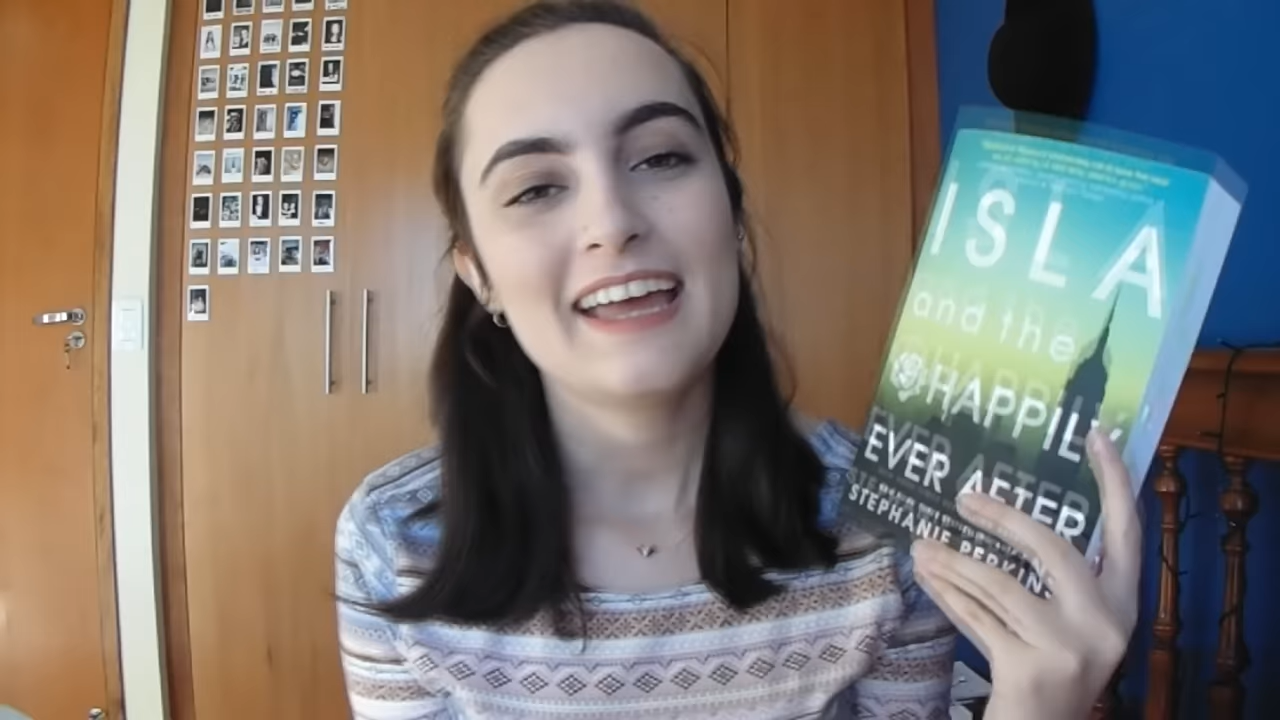 ISLA
and the
HAPPILY
EVER AFTER
STEPHANIE PERKINS